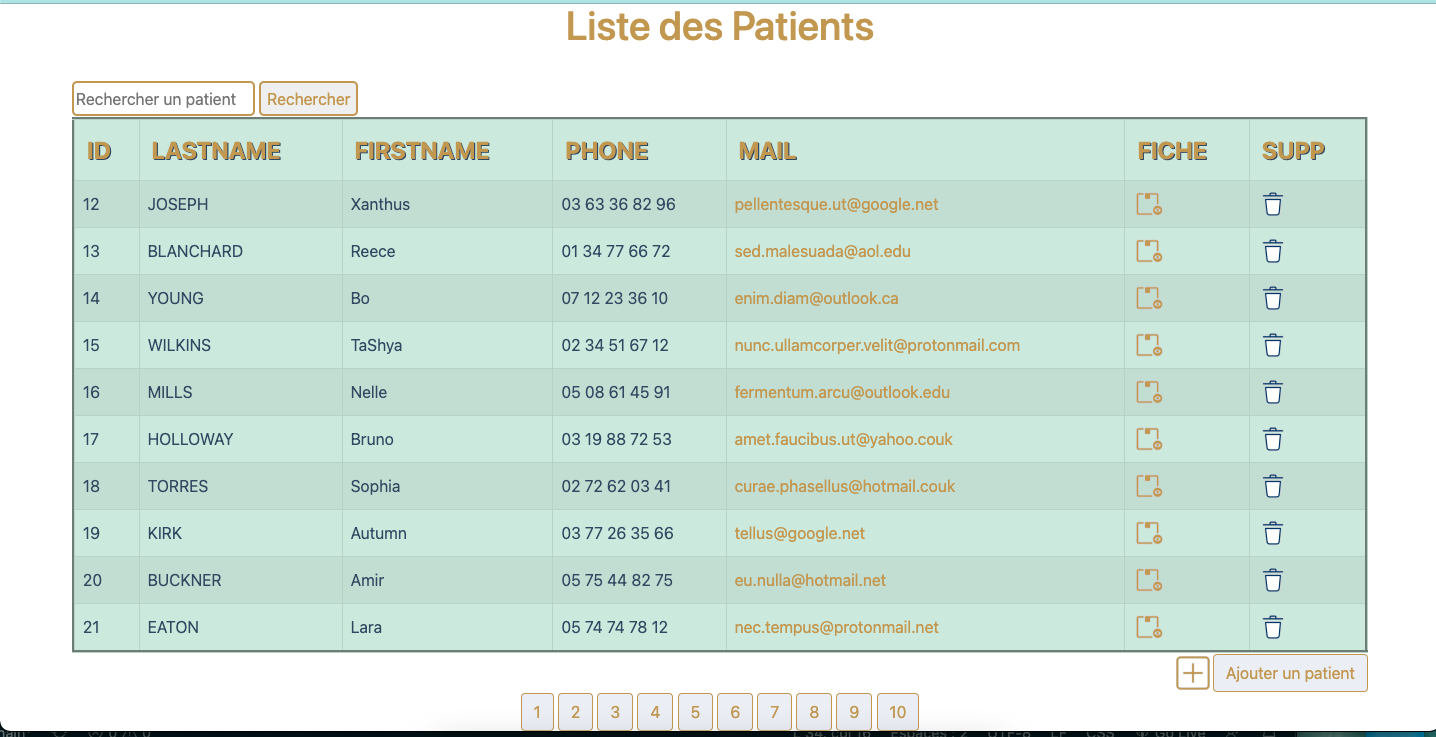 Liste des Patients
Rechercher un patient Rechercher
ID LASTNAME FIRSTNAME PHONE MAIL FICHE SUPP
12 JOSEPH Xanthus 03 63 36 82 96 pellentesque.ut@google.net
13 BLANCHARD Reece 01 34 77 66 72 sed.malesuada@aol.edu
14 YOUNG Bo 07 12 23 36 10 enim.diam@outlook.ca
15 WILKINS TaShya 02 34 51 67 12 nunc.ullamcorper.velit@protonmail.com
16 MILLS Nelle 05 08 61 45 91 fermentum.arcu@outlook.edu
17 HOLLOWAY Bruno 03 19 88 72 53 amet.faucibus.ut@yahoo.couk
18 TORRES Sophia 02 72 62 03 41 curae.phasellus@hotmail.couk
19 KIRK Autumn 03 77 26 35 66 tellus@google.net
20 BUCKNER Amir 05 75 44 82 75 eu.nulla@hotmail.net
21 EATON Lara 05 74 74 78 12 nec.tempus@protonmail.net
Ajouter un patient
1 2 3 4 5 6 7 8 9 10